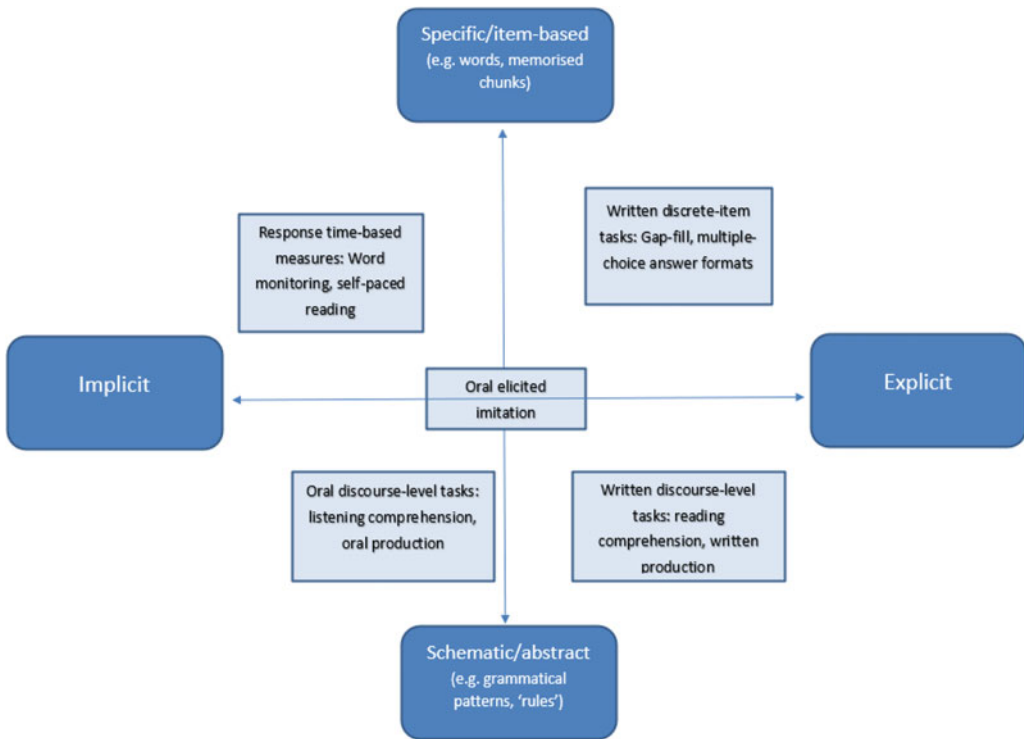 Specific/item-based
(e.g. words, memorised
chunks)
Response time-based
measures: Word
monitoring, self-paced
reading
Written discrete-item
tasks: Gap-fill, multiple-
choice answer formats
Implicit
Oral elicited
imitation
Explicit
Oral discourse-level tasks:
listening comprehension,
oral production
Written discourse-level
tasks: reading
comprehension, written
production
Schematic/abstract
(e.g. grammatical
patterns, ‘rules’)